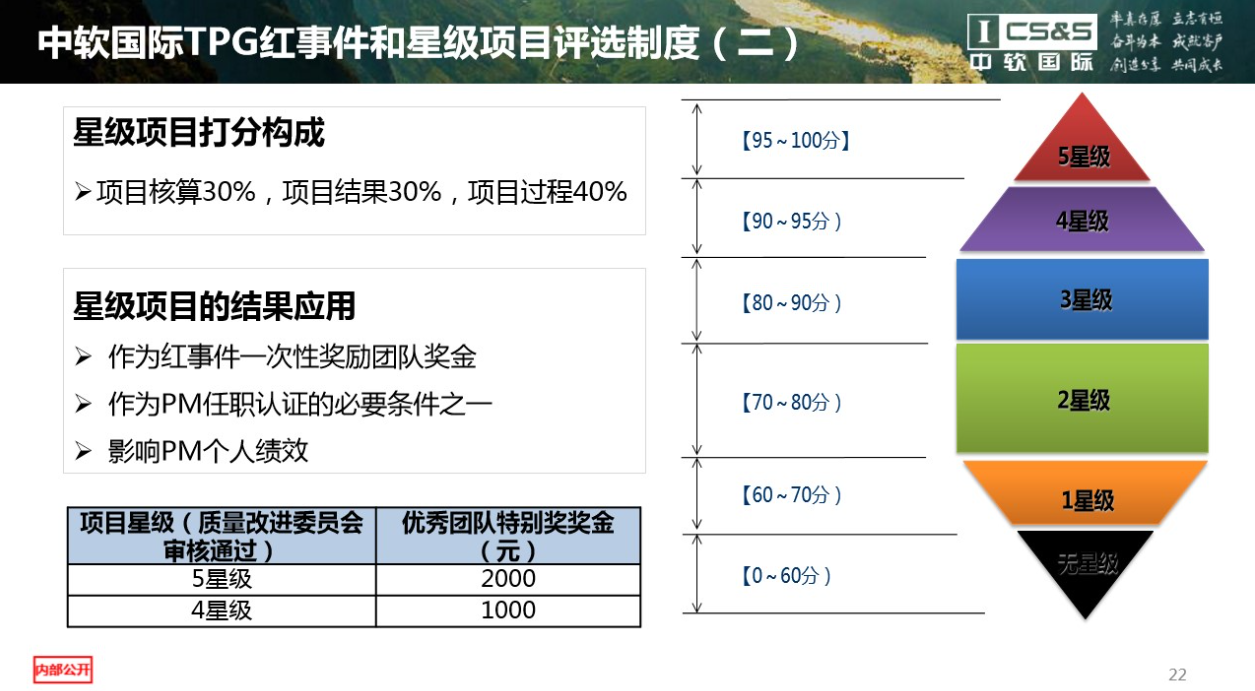 中软国际TPG红事件和星级项目评选制度（二）
I CS&S
中软国际
率真在原 立志有恒
奋斗为本 成就客户
创造分享 共同成长
星级项目打分构成
➢项目核算30%，项目结果30%，项目过程40%
星级项目的结果应用
➢ 作为红事件一次性奖励团队奖金
➢ 作为PM任职认证的必要条件之一
➢ 影响PM个人绩效
项目星级（质量改进委员会
审核通过）
优秀团队特别奖奖金
（元）
5星级 2000
4星级 1000
【95～100分】
5星级
【90～95分）
4星级
【80～90分）
3星级
【70～80分）
2星级
【60～70分）
1星级
【0～60分）
无星级
内部公开
22